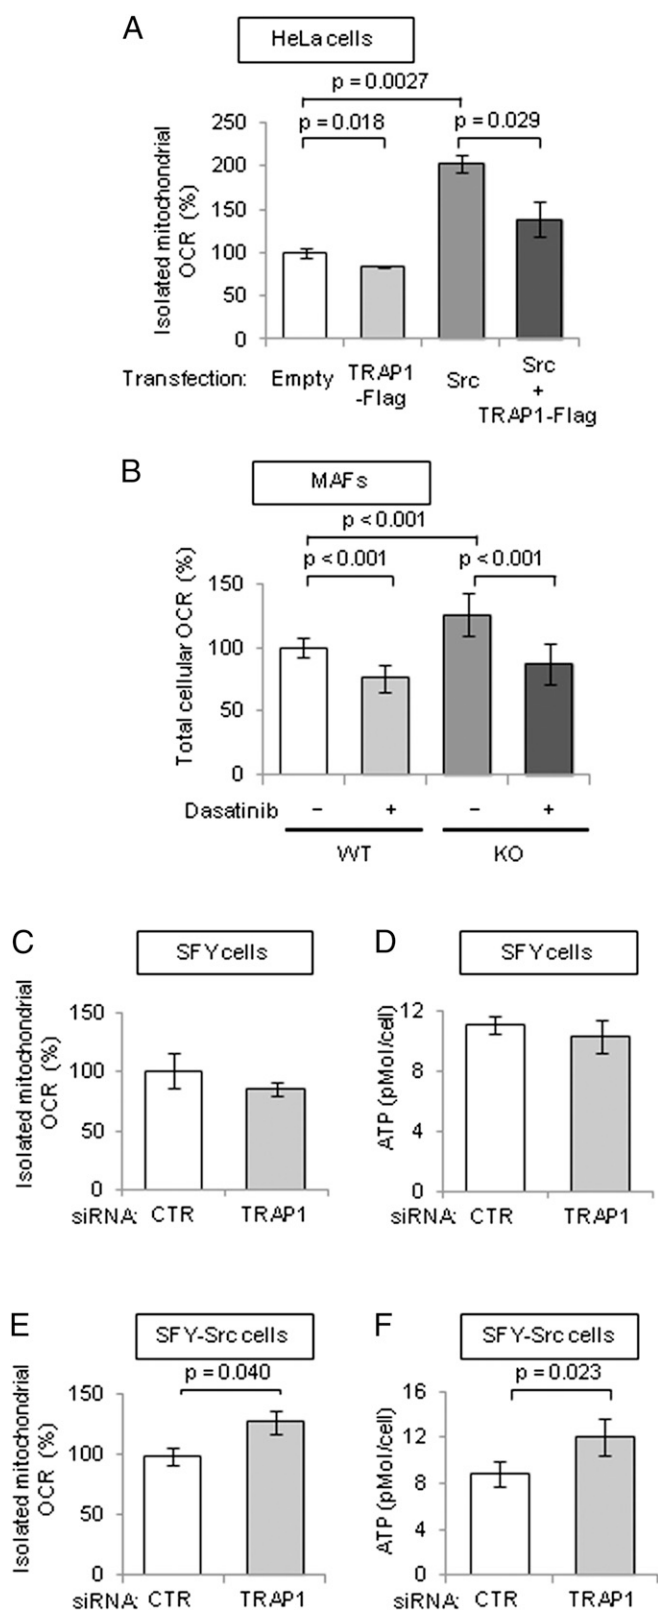 A
HeLa cells
p = 0.0027
p = 0.018
p = 0.029
Isolated mitochondrial
OCR (%)
250
200
150
100
50
0
Transfection:
Empty
TRAP1
-Flag
Src
Src
+
TRAP1-Flag
B
MAFs
p < 0.001
p < 0.001
p < 0.001
Total cellular OCR (%)
150
100
50
0
Dasatinib – + – +
WT KO
C
SFY cells
Isolated mitochondrial
OCR (%)
150
100
50
0
siRNA: CTR TRAP1
D
SFY cells
ATP (pMol/cell)
12
8
4
0
siRNA: CTR TRAP1
E
SFY-Src cells
p = 0.040
Isolated mitochondrial
OCR (%)
150
100
50
0
siRNA: CTR TRAP1
F
SFY-Src cells
p = 0.023
ATP (pMol/cell)
16
12
8
4
0
siRNA: CTR TRAP1